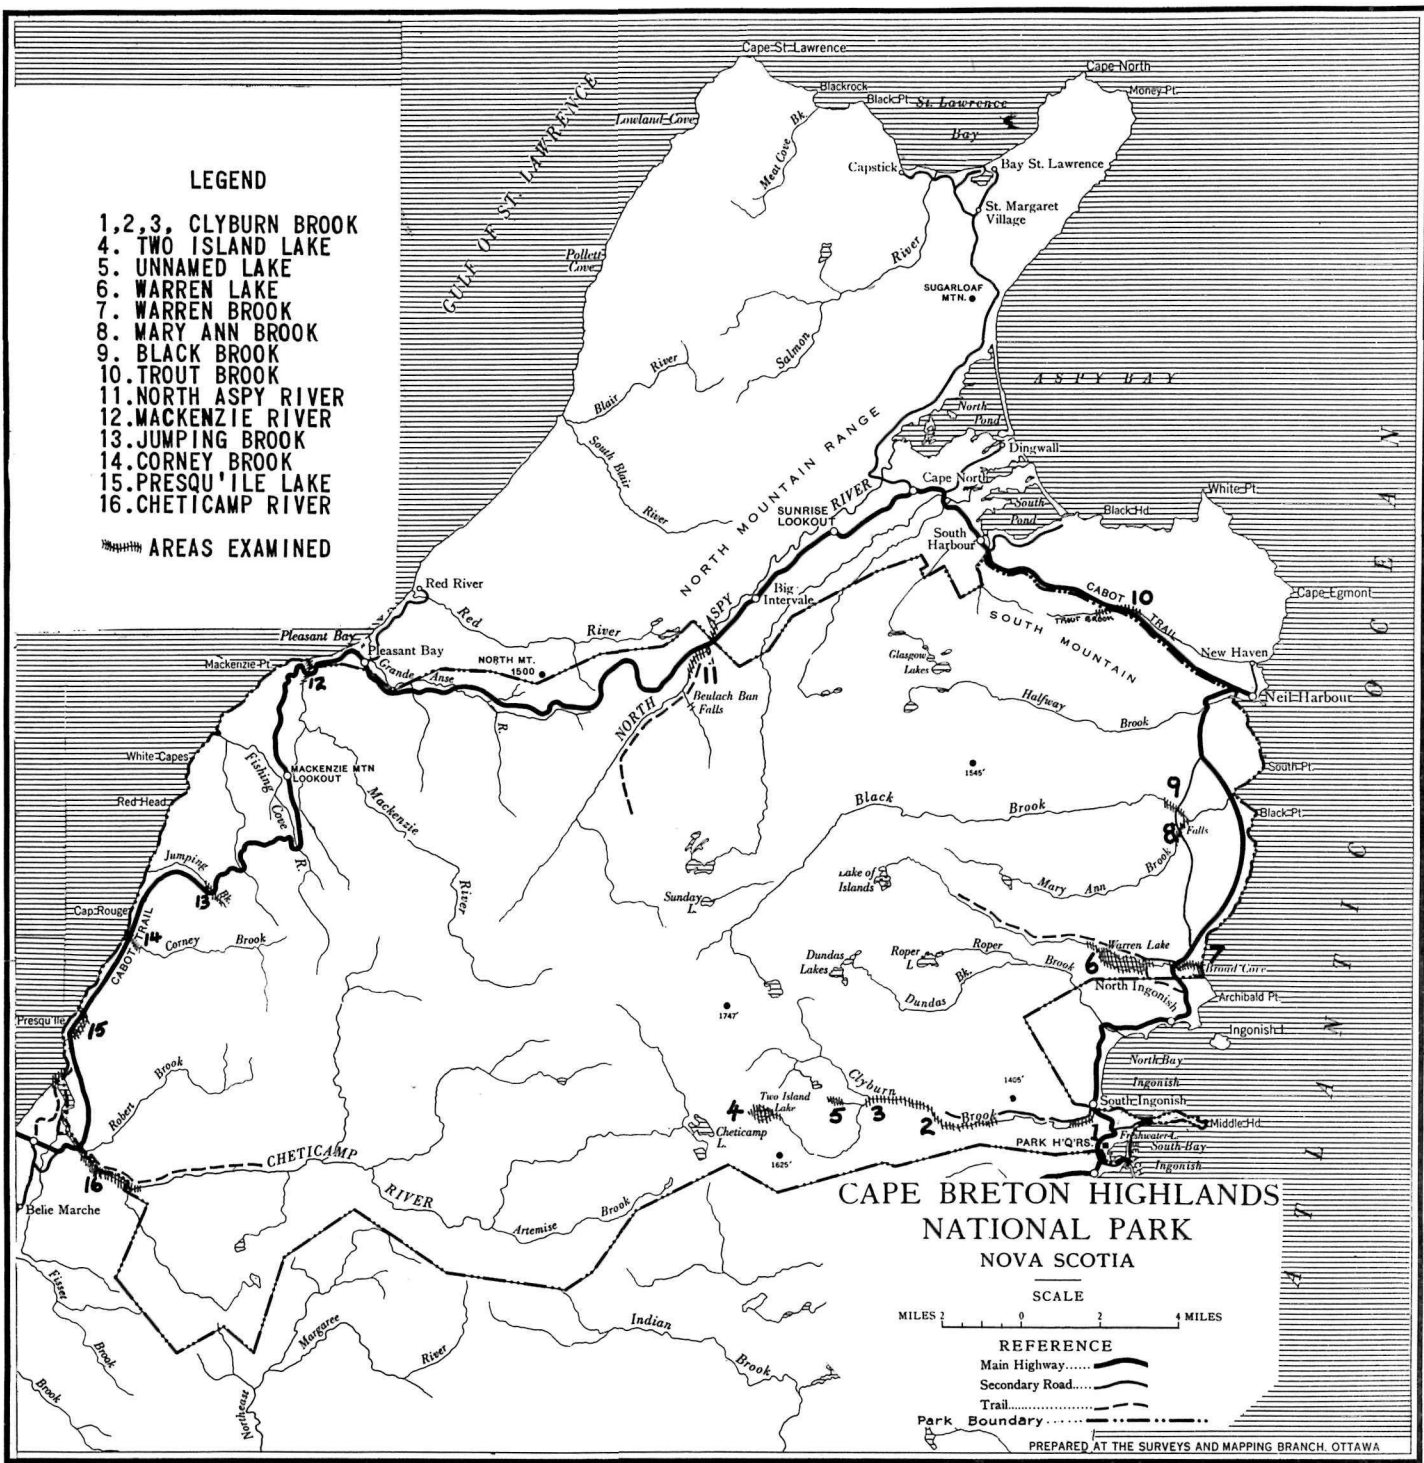 LEGEND
1,2,3, CLYBURN BROOK
4. TWO ISLAND LAKE
5. UNNAMED LAKE
6. WARREN LAKE
7. WARREN BROOK
8. MARY ANN BROOK
9. BLACK BROOK
10. TROUT BROOK
11. NORTH ASPY RIVER
12. MACKENZIE RIVER
13. JUMPING BROOK
14. CORNEY BROOK
15. PRESQU'ILE LAKE
16. CHETICAMP RIVER
AREAS EXAMINED
GULF OF ST. LAWRENCE
Cape St. Lawrence
Blackrock
Black Pt.
St. Lawrence
Bay
Cape North
Money Pt.
Lowland Cove
Meat Cove Bk.
Capstick
Bay St. Lawrence
St. Margaret
Village
Pollett
Cove
River
Salmon
SUGARLOAF
MTN.
Blair River
South Blair
River
ASPY BAY
North
Pond
Dingwall
NORTH MOUNTAIN RANGE
Cape North
South
Pond
White Pt.
Black Hd.
SUNRISE
LOOKOUT
RIVER
South
Harbour
Red River
Red River
Big
Intervale
ASPY
CABOT TRAIL
10
TROUT BROOK
Cape Egmont
SOUTH MOUNTAIN
Pleasant Bay
Pleasant Bay
Mackenzie Pt.
12
Grande Anse
R.
NORTH MT.
1500
11
Beulach Ban
Falls
NORTH
Glasgow
Lakes
New Haven
Neil Harbour
Halfway
Brook
White Capes
Fishing
Cove
R.
MACKENZIE MTN
LOOKOUT
Mackenzie
River
1545'
South Pt.
Red Head
Black Brook
9
8
Falls
Black Pt.
Jumping
Bk.
13
Lake of
Islands
Mary Ann
Brook
Sunday
L.
Cap Rouge
CABOT TRAIL
14
Corney Brook
Dundas
Lakes
Roper
L
Roper
Brook
Dundas
Bk.
Warren Lake
6
7
Broad Cove
North Ingonish
Archibald Pt.
1747'
Presqu'Ile
15
Ingonish I.
Robert
Brook
North Bay
Ingonish
Clyburn
Brook
1405'
Two Island
Lake
4
5
3
2
1
South Ingonish
Middle Hd.
Cheticamp
L.
PARK H'Q'RS.
Freshwater L.
South Bay
Ingonish
1625'
CHETICAMP
RIVER
16
Belle Marche
Artemise
Brook
Fisset
Brook
Brook
Margaree
River
Northeast
Indian
Brook
ATLANTIC OCEAN
CAPE BRETON HIGHLANDS
NATIONAL PARK
NOVA SCOTIA
SCALE
MILES 2 0 2 4 MILES
REFERENCE
Main Highway......
Secondary Road.....
Trail................
Park Boundary.....
PREPARED AT THE SURVEYS AND MAPPING BRANCH. OTTAWA